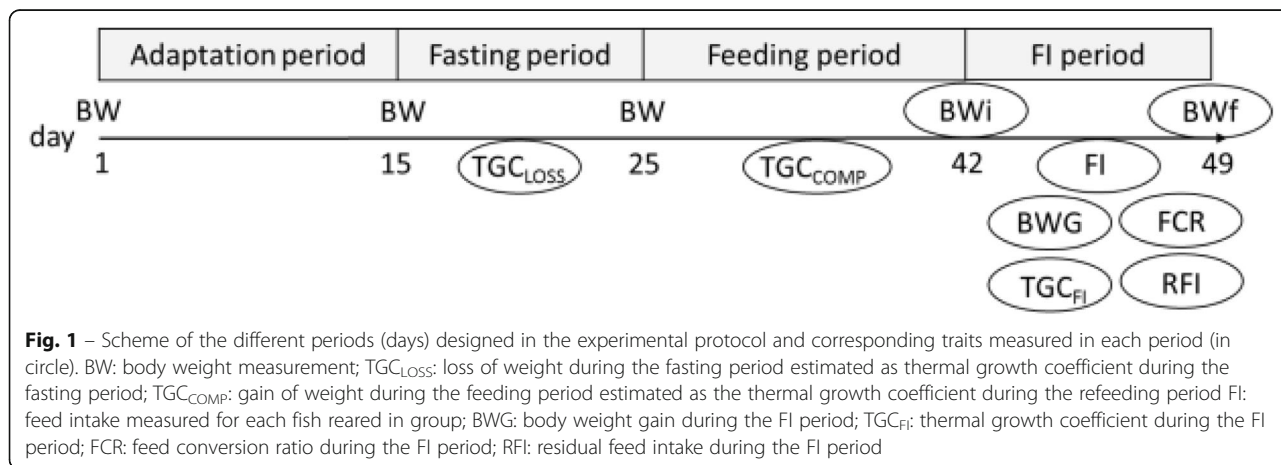 Adaptation period Fasting period Feeding period FI period
BW BW BW BWi BWf
day
1 15 TGCLOSS 25 TGCCOMP 42 FI 49
BWG FCR
TGCFI RFI
Fig. 1 – Scheme of the different periods (days) designed in the experimental protocol and corresponding traits measured in each period (in
circle). BW: body weight measurement; TGCLOSS: loss of weight during the fasting period estimated as thermal growth coefficient during the
fasting period; TGCCOMP: gain of weight during the feeding period estimated as the thermal growth coefficient during the refeeding period FI:
feed intake measured for each fish reared in group; BWG: body weight gain during the FI period; TGCFI: thermal growth coefficient during the FI
period; FCR: feed conversion ratio during the FI period; RFI: residual feed intake during the FI period